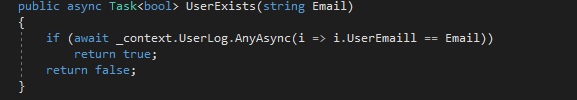 public async Task<bool> UserExists(string Email)
{
if (await _context.UserLog.AnyAsync(i => i.UserEmaill == Email))
return true;
return false;
}